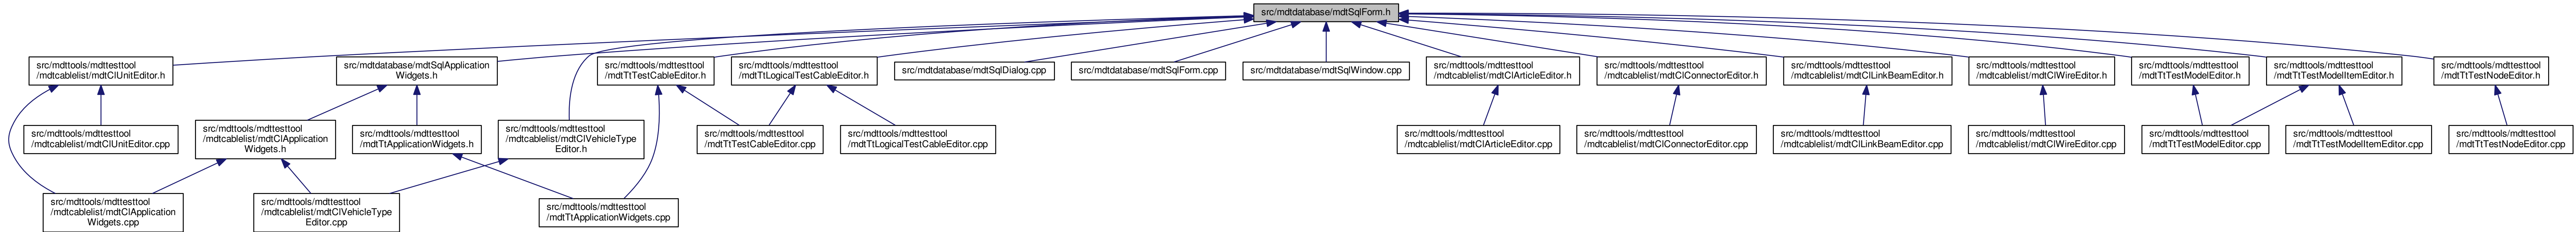 src/mdtdatabase/mdtSqlForm.h
src/mdttools/mdttesttool
/mdtcablelist/mdtClUnitEditor.h
src/mdtdatabase/mdtSqlApplication
Widgets.h
src/mdttools/mdttesttool
/mdtTtTestCableEditor.h
src/mdttools/mdttesttool
/mdtTtLogicalTestCableEditor.h
src/mdtdatabase/mdtSqlDialog.cpp
src/mdtdatabase/mdtSqlForm.cpp
src/mdtdatabase/mdtSqlWindow.cpp
src/mdttools/mdttesttool
/mdtcablelist/mdtClArticleEditor.h
src/mdttools/mdttesttool
/mdtcablelist/mdtClConnectorEditor.h
src/mdttools/mdttesttool
/mdtcablelist/mdtClLinkBeamEditor.h
src/mdttools/mdttesttool
/mdtcablelist/mdtClWireEditor.h
src/mdttools/mdttesttool
/mdtTtTestModelEditor.h
src/mdttools/mdttesttool
/mdtTtTestModelItemEditor.h
src/mdttools/mdttesttool
/mdtTtTestNodeEditor.h
src/mdttools/mdttesttool
/mdtcablelist/mdtClUnitEditor.cpp
src/mdttools/mdttesttool
/mdtcablelist/mdtClApplication
Widgets.h
src/mdttools/mdttesttool
/mdtTtApplicationWidgets.h
src/mdttools/mdttesttool
/mdtcablelist/mdtClVehicleType
Editor.h
src/mdttools/mdttesttool
/mdtTtTestCableEditor.cpp
src/mdttools/mdttesttool
/mdtTtLogicalTestCableEditor.cpp
src/mdttools/mdttesttool
/mdtcablelist/mdtClArticleEditor.cpp
src/mdttools/mdttesttool
/mdtcablelist/mdtClConnectorEditor.cpp
src/mdttools/mdttesttool
/mdtcablelist/mdtClLinkBeamEditor.cpp
src/mdttools/mdttesttool
/mdtcablelist/mdtClWireEditor.cpp
src/mdttools/mdttesttool
/mdtTtTestModelEditor.cpp
src/mdttools/mdttesttool
/mdtTtTestModelItemEditor.cpp
src/mdttools/mdttesttool
/mdtTtTestNodeEditor.cpp
src/mdttools/mdttesttool
/mdtcablelist/mdtClApplication
Widgets.cpp
src/mdttools/mdttesttool
/mdtcablelist/mdtClVehicleType
Editor.cpp
src/mdttools/mdttesttool
/mdtTtApplicationWidgets.cpp